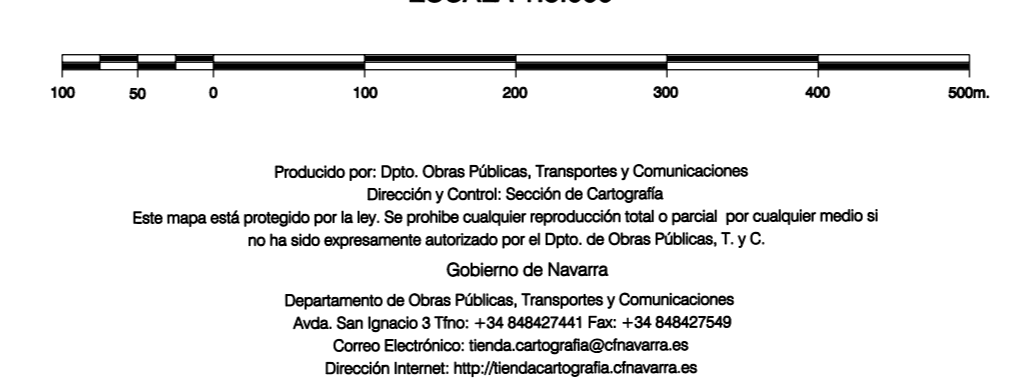 100 50 0 100 200 300 400 500m.
Producido por: Dpto. Obras Públicas, Transportes y Comunicaciones
Dirección y Control: Sección de Cartografía
Este mapa está protegido por la ley. Se prohibe cualquier reproducción total o parcial por cualquier medio si
no ha sido expresamente autorizado por el Dpto. de Obras Públicas, T. y C.
Gobierno de Navarra
Departamento de Obras Públicas, Transportes y Comunicaciones
Avda. San Ignacio 3 Tfno: +34 848427441 Fax: +34 848427549
Correo Electrónico: tienda.cartografia@cfnavarra.es
Dirección Internet: http://tiendacartografia.cfnavarra.es